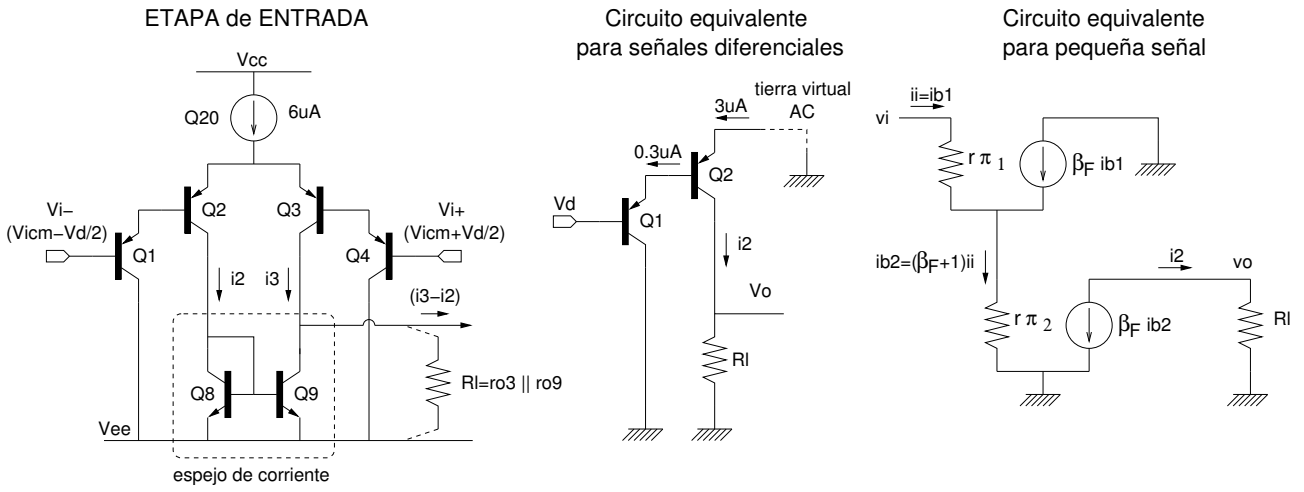 ETAPA de ENTRADA
Vcc
Q20
6uA
Q2
Q3
Vi−
(Vicm−Vd/2)
Q1
Vi+
(Vicm+Vd/2)
Q4
i2
i3
(i3−i2)
Q8
Q9
Rl=ro3 || ro9
Vee
espejo de corriente
Circuito equivalente
para señales diferenciales
tierra virtual
AC
3uA
0.3uA
Q2
Vd
Q1
i2
Vo
Rl
Circuito equivalente
para pequeña señal
ii=ib1
vi
r π 1
βF ib1
ib2=(βF+1)ii
i2
vo
r π 2
βF ib2
Rl